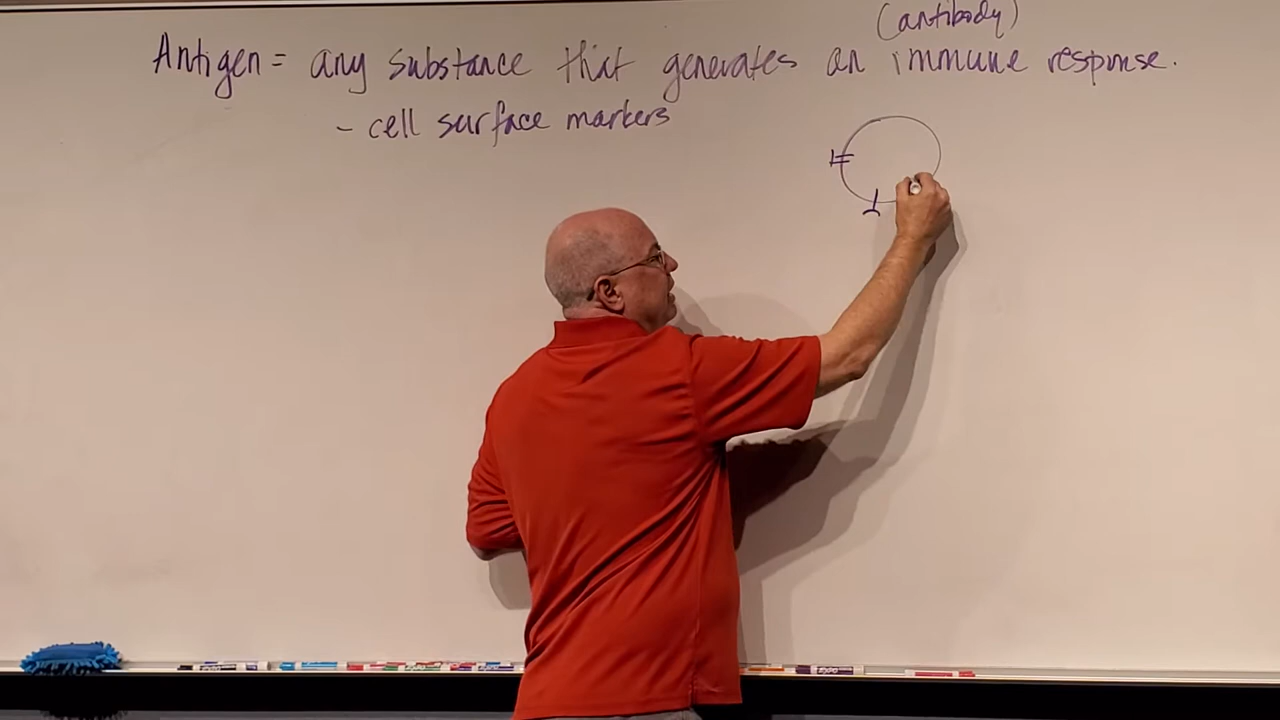 (antibody)
Antigen = any substance that generates an immune response.
- cell surface markers